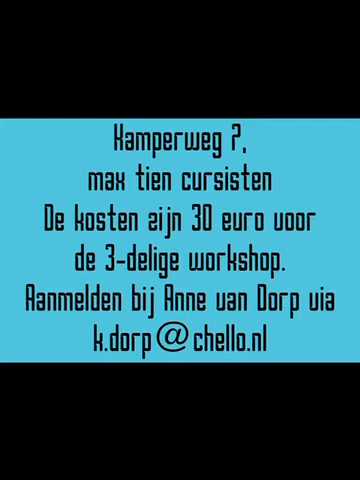 Kamperweg 7,
max tien cursisten
De kosten zijn 30 euro voor
de 3-delige workshop.
Aanmelden bij Anne van Dorp via
k.dorp@chello.nl